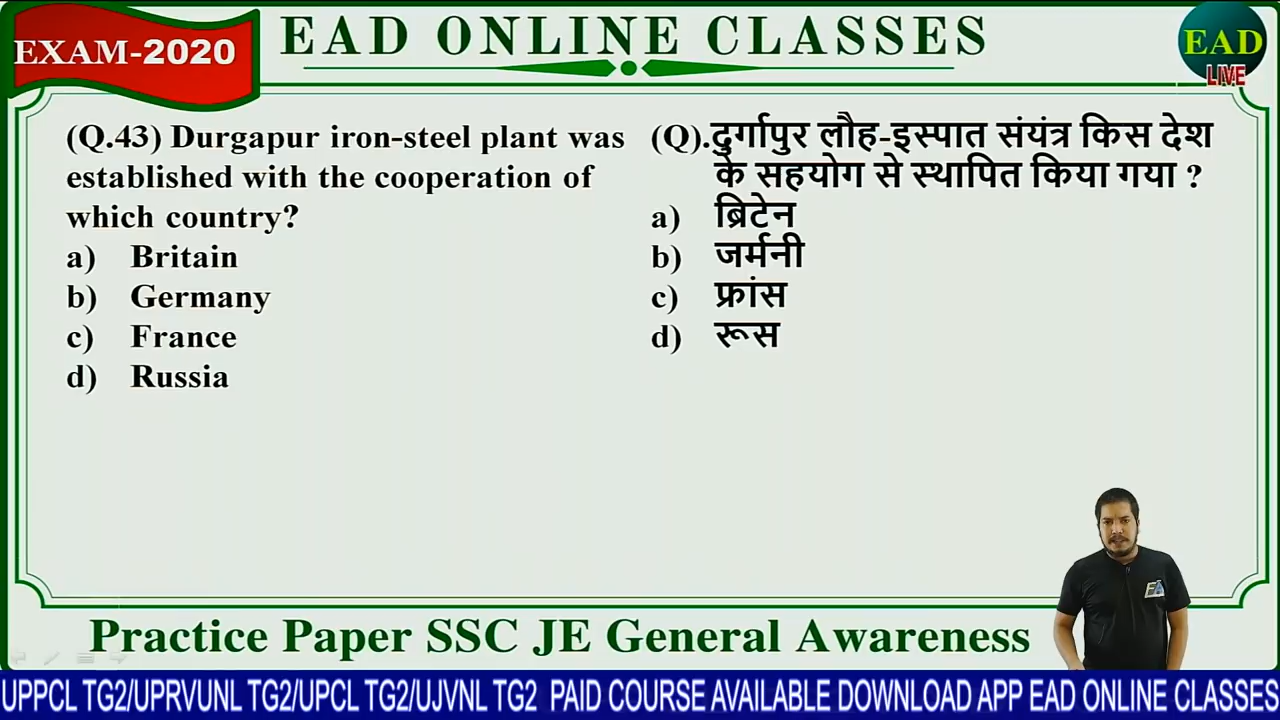 EXAM-2020
EAD ONLINE CLASSES
EAD
LIVE
(Q.43) Durgapur iron-steel plant was
established with the cooperation of
which country?
a) Britain
b) Germany
c) France
d) Russia
(Q).दुर्गापुर लौह-इस्पात संयंत्र किस देश
के सहयोग से स्थापित किया गया ?
a) ब्रिटेन
b) जर्मनी
c) फ्रांस
d) रूस
Practice Paper SSC JE General Awareness
UPPCL TG2/UPRVUNL TG2/UPCL TG2/UJVNL TG2 PAID COURSE AVAILABLE DOWNLOAD APP EAD ONLINE CLASSES